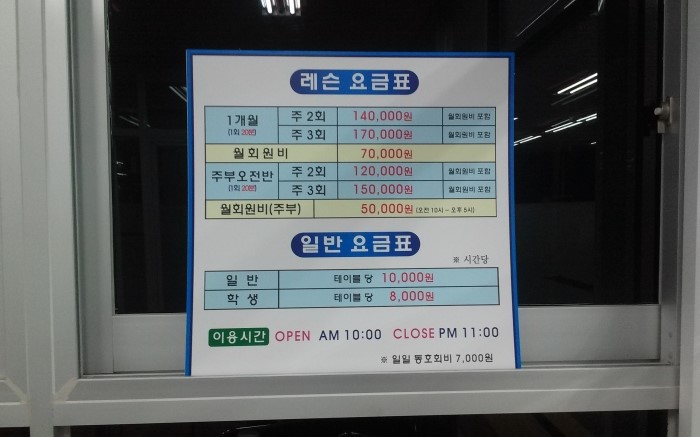 레슨 요금표
1개월 (1회 20분) 주 2회 140,000원 월회원비 포함
주 3회 170,000원 월회원비 포함
월회원비 70,000원
주부오전반 (1회 20분) 주 2회 120,000원 월회원비 포함
주 3회 150,000원 월회원비 포함
월회원비(주부) 50,000원 (오전 10시 ~ 오후 5시)
일반 요금표
※ 시간당
일 반 테이블 당 10,000원
학 생 테이블 당 8,000원
이용시간 OPEN AM 10:00 CLOSE PM 11:00
※ 일일 동호회비 7,000원